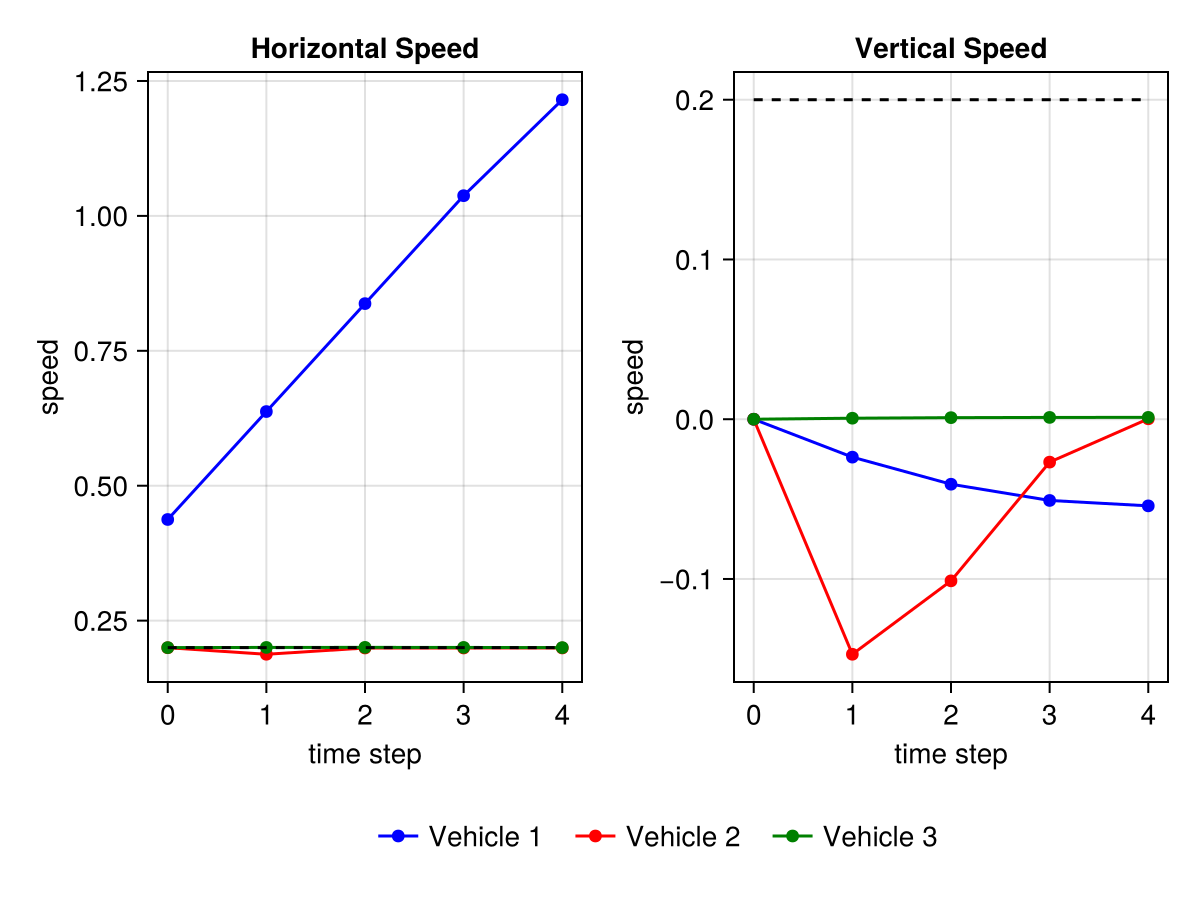 Horizontal Speed
1.25
1.00
0.75
0.50
0.25
speed
0 1 2 3 4
time step
Vertical Speed
0.2
0.1
0.0
−0.1
speed
0 1 2 3 4
time step
Vehicle 1 Vehicle 2 Vehicle 3